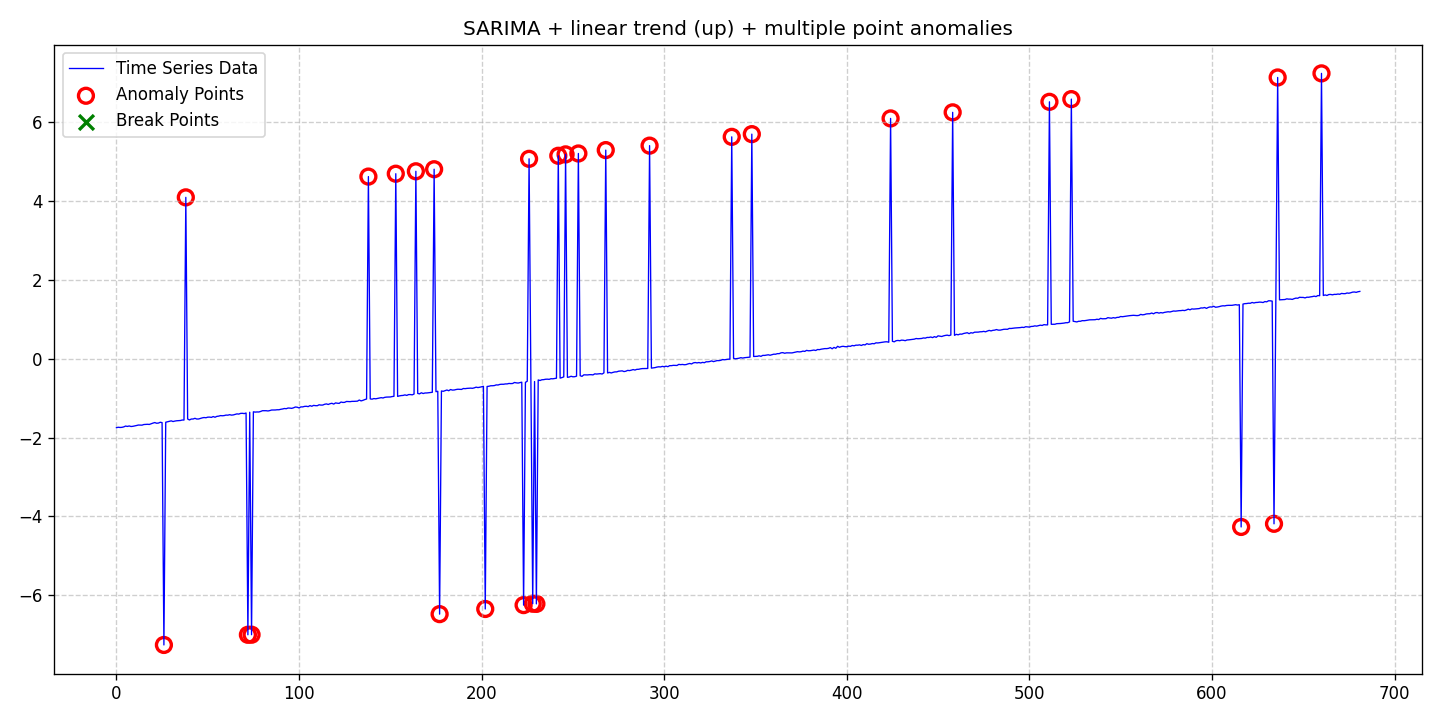 SARIMA + linear trend (up) + multiple point anomalies
Time Series Data
Anomaly Points
Break Points
6
4
2
0
−2
−4
−6
0 100 200 300 400 500 600 700